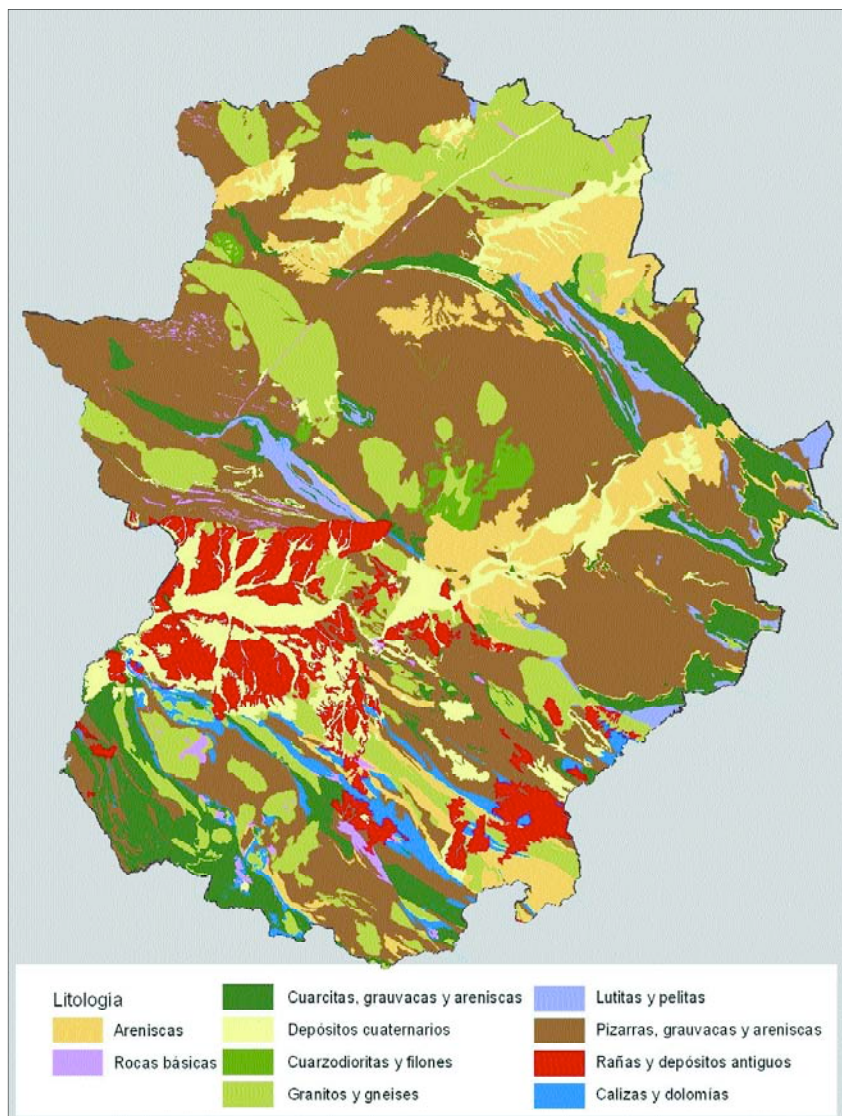 Litología
Areniscas
Rocas básicas
Cuarcitas, grauvacas y areniscas
Depósitos cuaternarios
Cuarzodioritas y filones
Granitos y gneises
Lutitas y pelitas
Pizarras, grauvacas y areniscas
Rañas y depósitos antiguos
Calizas y dolomías